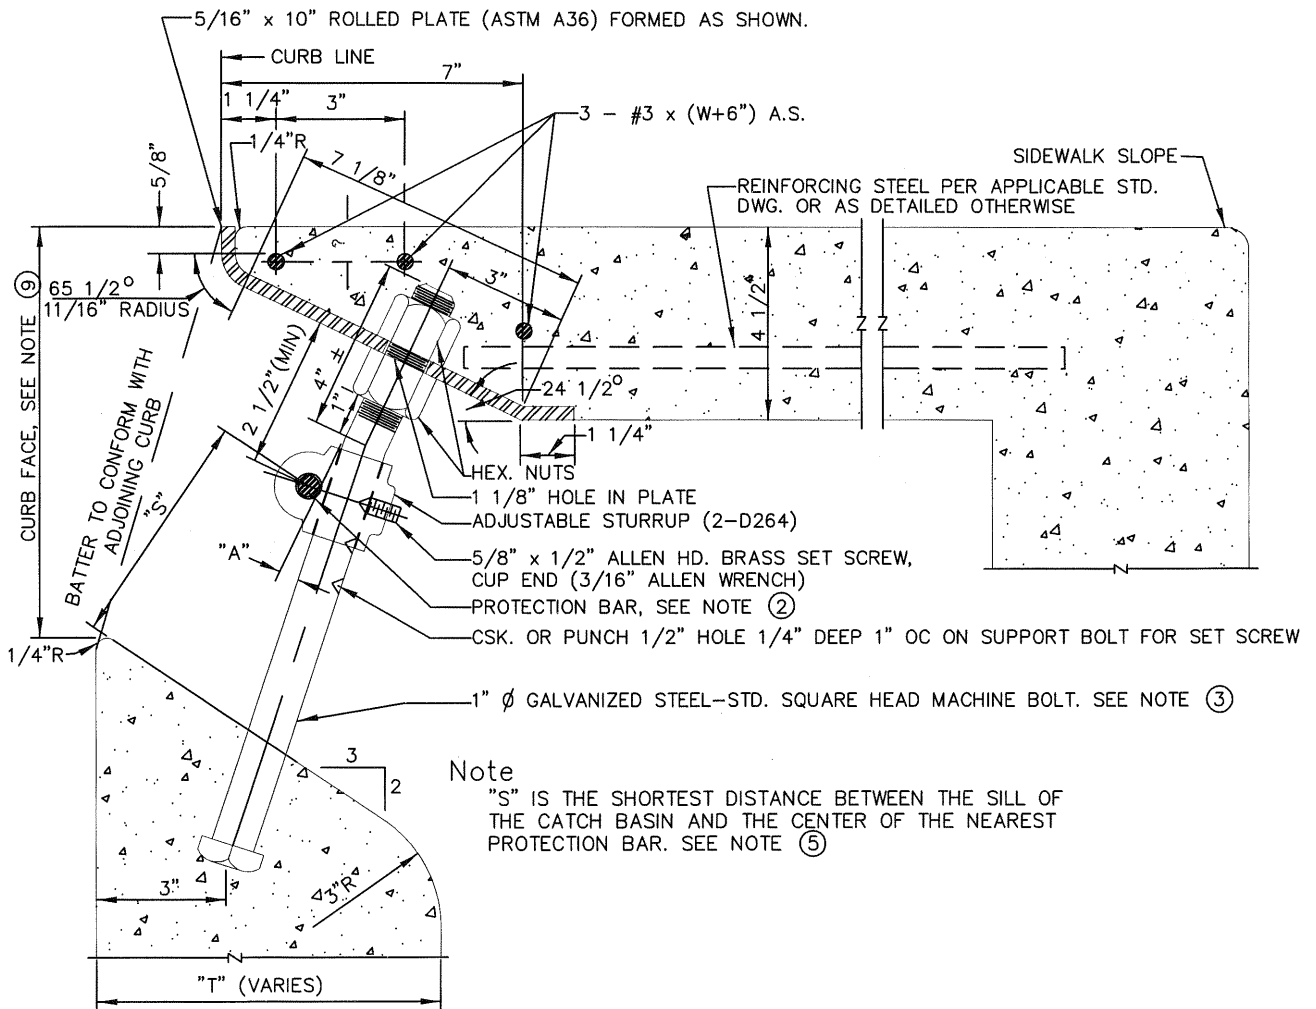 5/16" x 10" ROLLED PLATE (ASTM A36) FORMED AS SHOWN.
CURB LINE
7"
1 1/4"
3"
3 - #3 x (W+6") A.S.
1/4"R
5/8"
7 1/8"
SIDEWALK SLOPE
REINFORCING STEEL PER APPLICABLE STD.
DWG. OR AS DETAILED OTHERWISE
?
3"
4 1/2"
65 1/2°
11/16" RADIUS
CURB FACE, SEE NOTE 9
BATTER TO CONFORM WITH
ADJOINING CURB
2 1/2" (MIN)
4" ±
1"
24 1/2°
1 1/4"
"S"
HEX. NUTS
1 1/8" HOLE IN PLATE
ADJUSTABLE STURRUP (2-D264)
"A"
5/8" x 1/2" ALLEN HD. BRASS SET SCREW,
CUP END (3/16" ALLEN WRENCH)
PROTECTION BAR, SEE NOTE 2
CSK. OR PUNCH 1/2" HOLE 1/4" DEEP 1" OC ON SUPPORT BOLT FOR SET SCREW
1/4"R
1" Ø GALVANIZED STEEL-STD. SQUARE HEAD MACHINE BOLT. SEE NOTE 3
3
2
Note
"S" IS THE SHORTEST DISTANCE BETWEEN THE SILL OF
THE CATCH BASIN AND THE CENTER OF THE NEAREST
PROTECTION BAR. SEE NOTE 5
3"
3"R
"T" (VARIES)